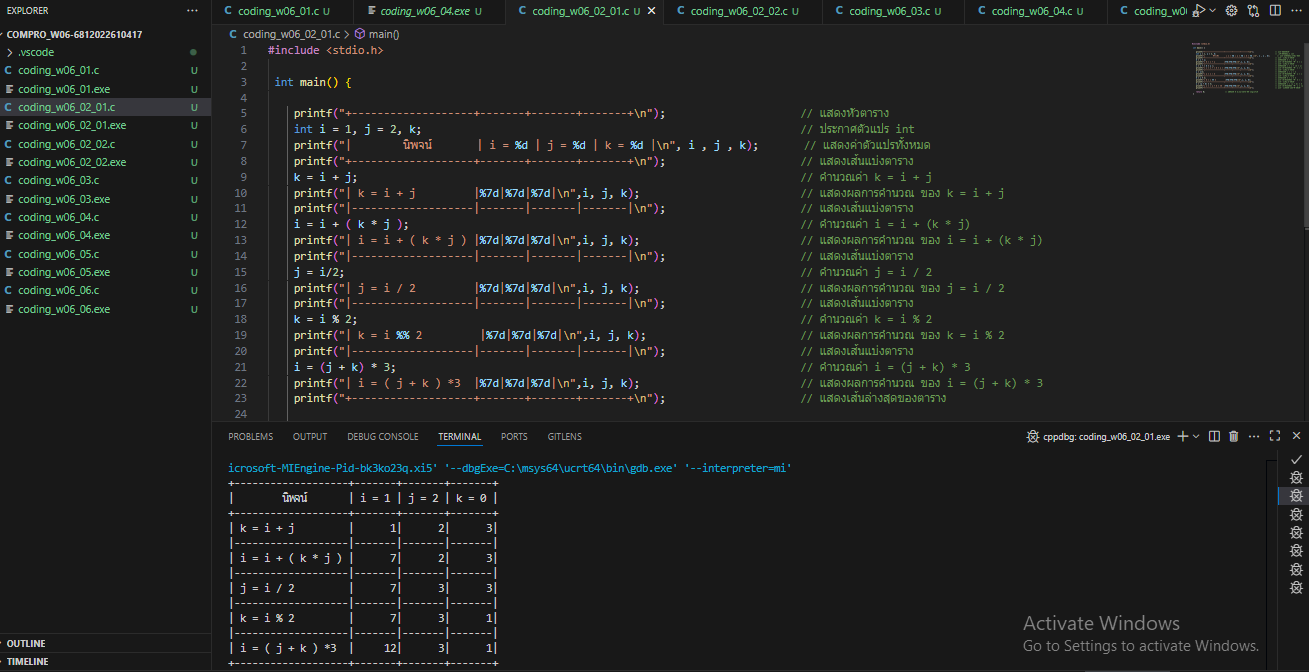 EXPLORER ...
COMPRO_W06-6812022610417
.vscode
C coding_w06_01.c U
coding_w06_01.exe U
C coding_w06_02_01.c U
coding_w06_02_01.exe U
C coding_w06_02_02.c U
coding_w06_02_02.exe U
C coding_w06_03.c U
coding_w06_03.exe U
C coding_w06_04.c U
coding_w06_04.exe U
C coding_w06_05.c U
coding_w06_05.exe U
C coding_w06_06.c U
coding_w06_06.exe U
OUTLINE
TIMELINE
C coding_w06_01.c U coding_w06_04.exe U C coding_w06_02_01.c U C coding_w06_02_02.c U C coding_w06_03.c U C coding_w06_04.c U C coding_w0
C coding_w06_02_01.c > main()
1 #include <stdio.h>
2
3 int main() {
4
5 printf("+-------------------+-------+-------+-------+\n"); // แสดงหัวตาราง
6 int i = 1, j = 2, k; // ประกาศตัวแปร int
7 printf("|        นิพจน์       | i = %d | j = %d | k = %d |\n", i , j , k); // แสดงค่าตัวแปรทั้งหมด
8 printf("+-------------------+-------+-------+-------+\n"); // แสดงเส้นแบ่งตาราง
9 k = i + j; // คำนวณค่า k = i + j
10 printf("| k = i + j         |%7d|%7d|%7d|\n",i, j, k); // แสดงผลการคำนวณ ของ k = i + j
11 printf("|-------------------|-------|-------|-------|\n"); // แสดงเส้นแบ่งตาราง
12 i = i + ( k * j ); // คำนวณค่า i = i + (k * j)
13 printf("| i = i + ( k * j ) |%7d|%7d|%7d|\n",i, j, k); // แสดงผลการคำนวณ ของ i = i + (k * j)
14 printf("|-------------------|-------|-------|-------|\n"); // แสดงเส้นแบ่งตาราง
15 j = i/2; // คำนวณค่า j = i / 2
16 printf("| j = i / 2         |%7d|%7d|%7d|\n",i, j, k); // แสดงผลการคำนวณ ของ j = i / 2
17 printf("|-------------------|-------|-------|-------|\n"); // แสดงเส้นแบ่งตาราง
18 k = i % 2; // คำนวณค่า k = i % 2
19 printf("| k = i %% 2         |%7d|%7d|%7d|\n",i, j, k); // แสดงผลการคำนวณ ของ k = i % 2
20 printf("|-------------------|-------|-------|-------|\n"); // แสดงเส้นแบ่งตาราง
21 i = (j + k) * 3; // คำนวณค่า i = (j + k) * 3
22 printf("| i = ( j + k ) *3  |%7d|%7d|%7d|\n",i, j, k); // แสดงผลการคำนวณ ของ i = (j + k) * 3
23 printf("+-------------------+-------+-------+-------+\n"); // แสดงเส้นล่างสุดของตาราง
24
PROBLEMS OUTPUT DEBUG CONSOLE TERMINAL PORTS GITLENS cppdbg: coding_w06_02_01.exe
icrosoft-MIEngine-Pid-bk3ko23q.xi5' '--dbgExe=C:\msys64\ucrt64\bin\gdb.exe' '--interpreter=mi'
+-------------------+-------+-------+-------+
|        นิพจน์       | i = 1 | j = 2 | k = 0 |
+-------------------+-------+-------+-------+
| k = i + j         |      1|      2|      3|
|-------------------|-------|-------|-------|
| i = i + ( k * j ) |      7|      2|      3|
|-------------------|-------|-------|-------|
| j = i / 2         |      7|      3|      3|
|-------------------|-------|-------|-------|
| k = i % 2         |      7|      3|      1|
|-------------------|-------|-------|-------|
| i = ( j + k ) *3  |     12|      3|      1|
+-------------------+-------+-------+-------+
Activate Windows
Go to Settings to activate Windows.